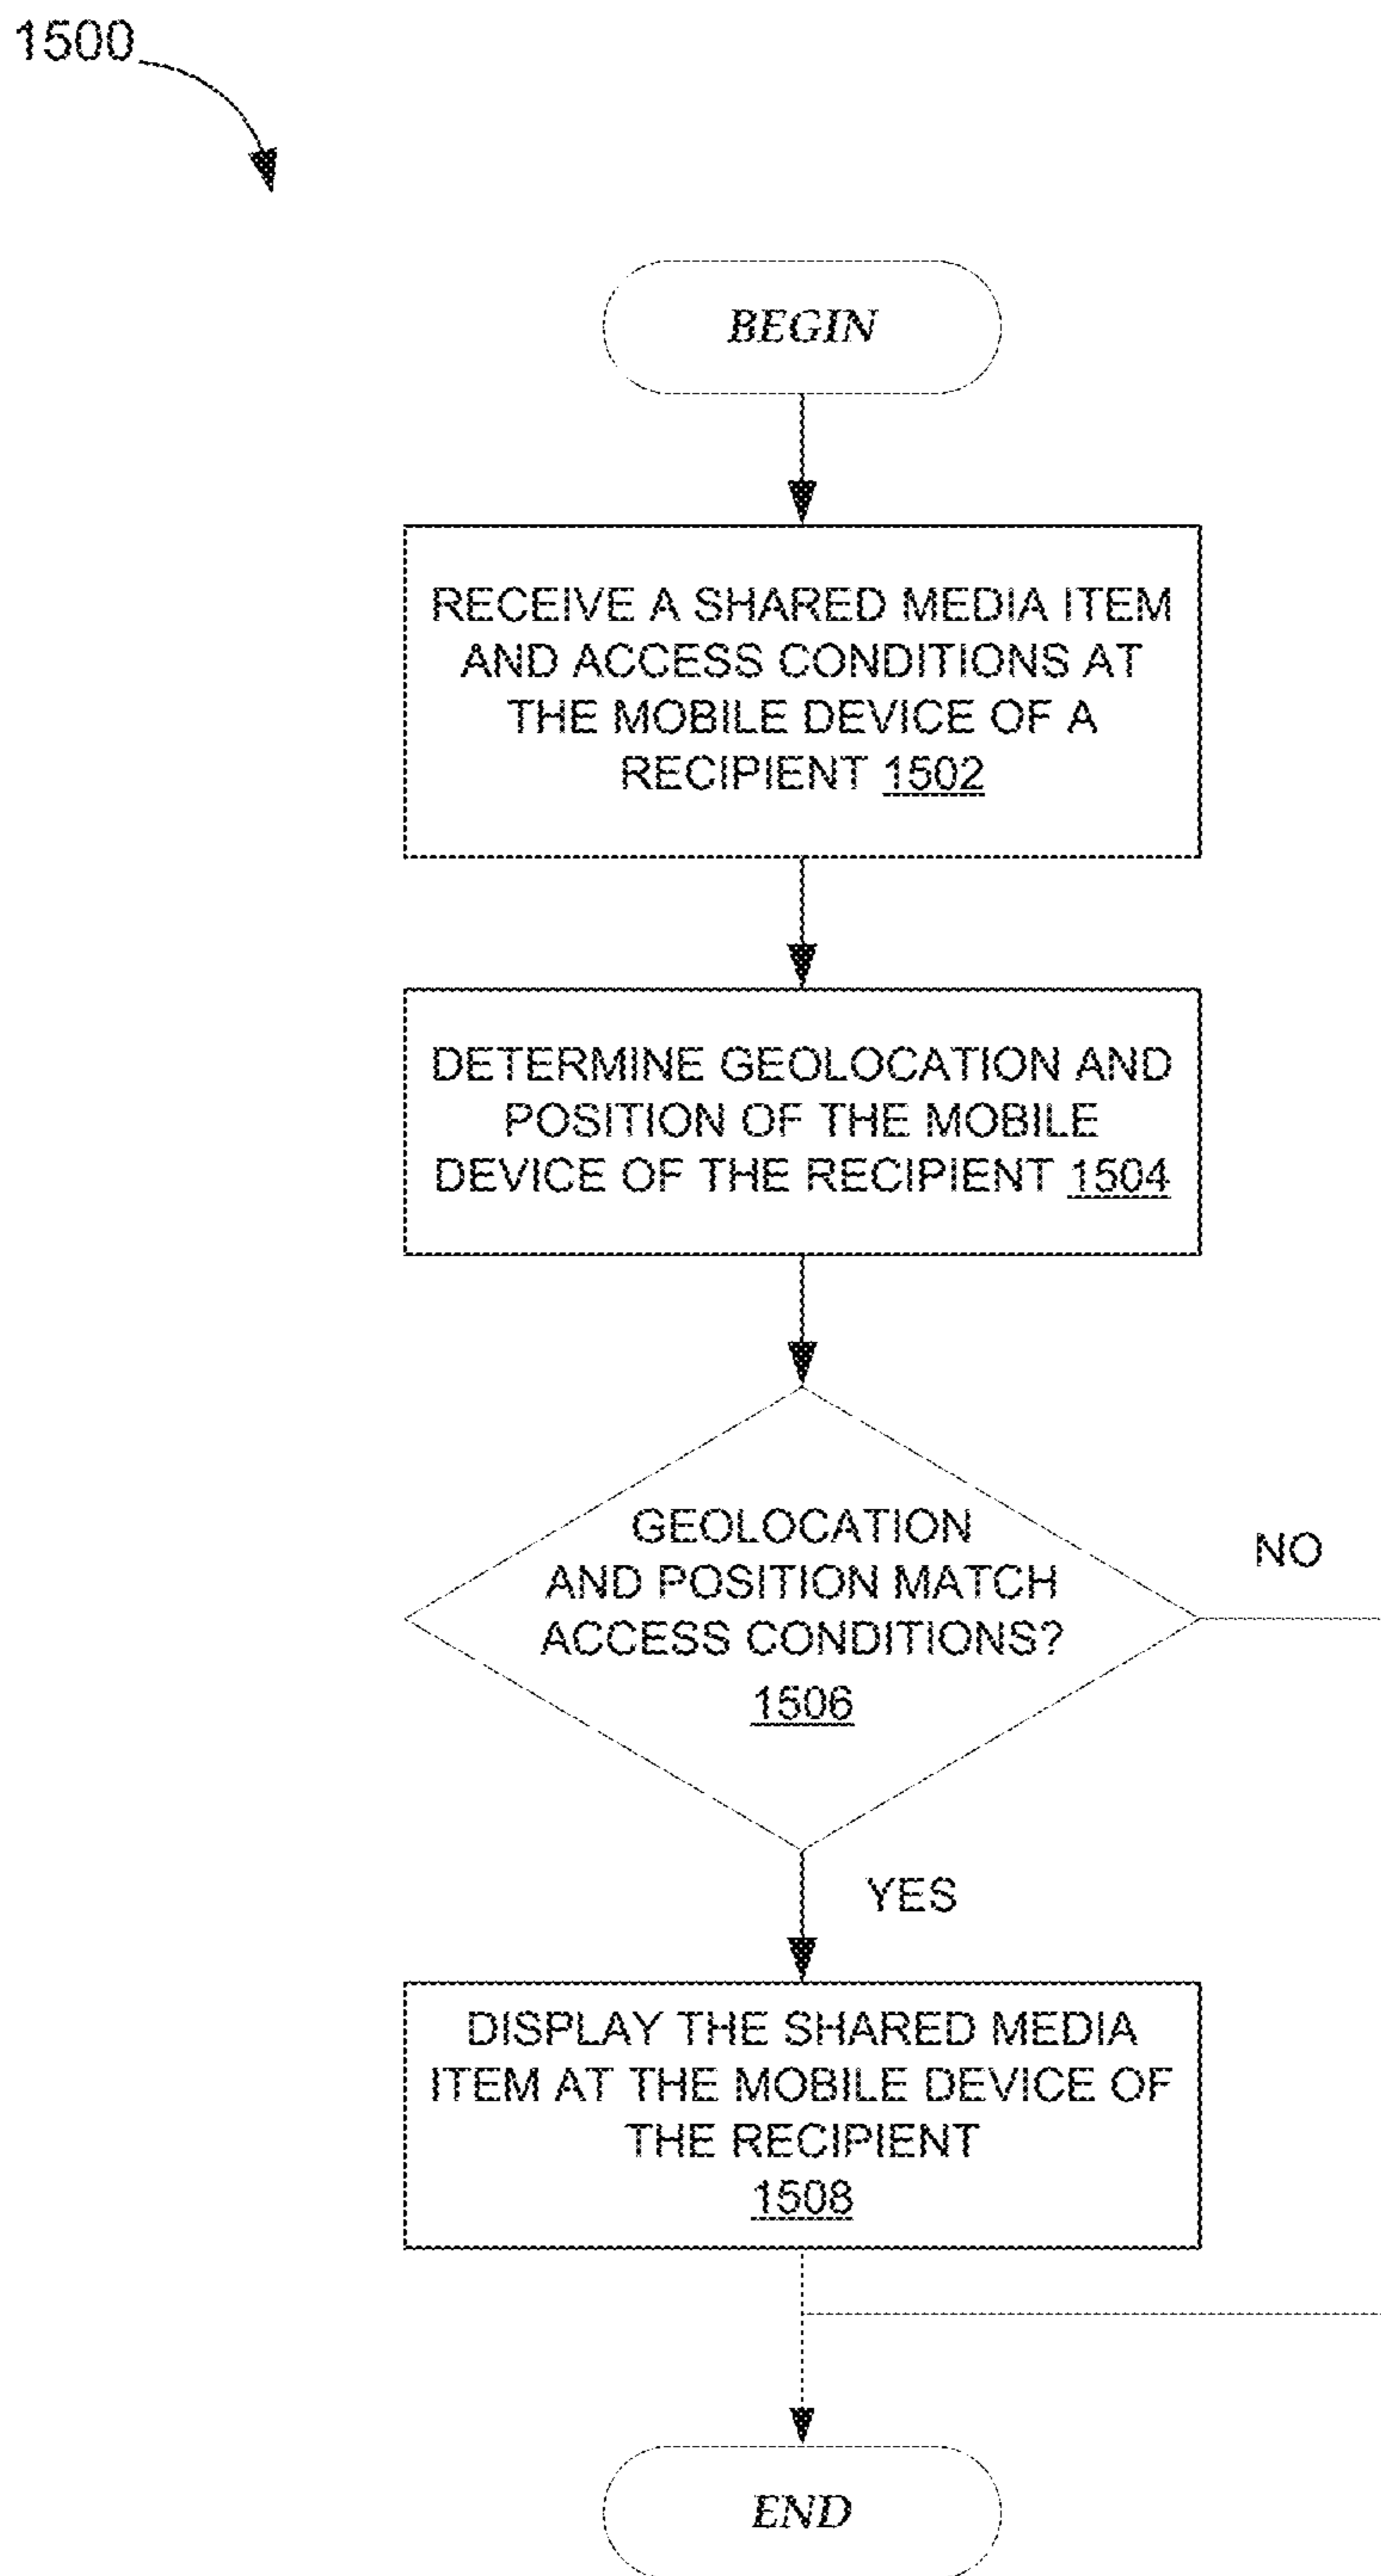 1500
BEGIN
RECEIVE A SHARED MEDIA ITEM
AND ACCESS CONDITIONS AT
THE MOBILE DEVICE OF A
RECIPIENT 1502
DETERMINE GEOLOCATION AND
POSITION OF THE MOBILE
DEVICE OF THE RECIPIENT 1504
GEOLOCATION
AND POSITION MATCH
ACCESS CONDITIONS?
1506
NO
YES
DISPLAY THE SHARED MEDIA
ITEM AT THE MOBILE DEVICE OF
THE RECIPIENT
1508
END